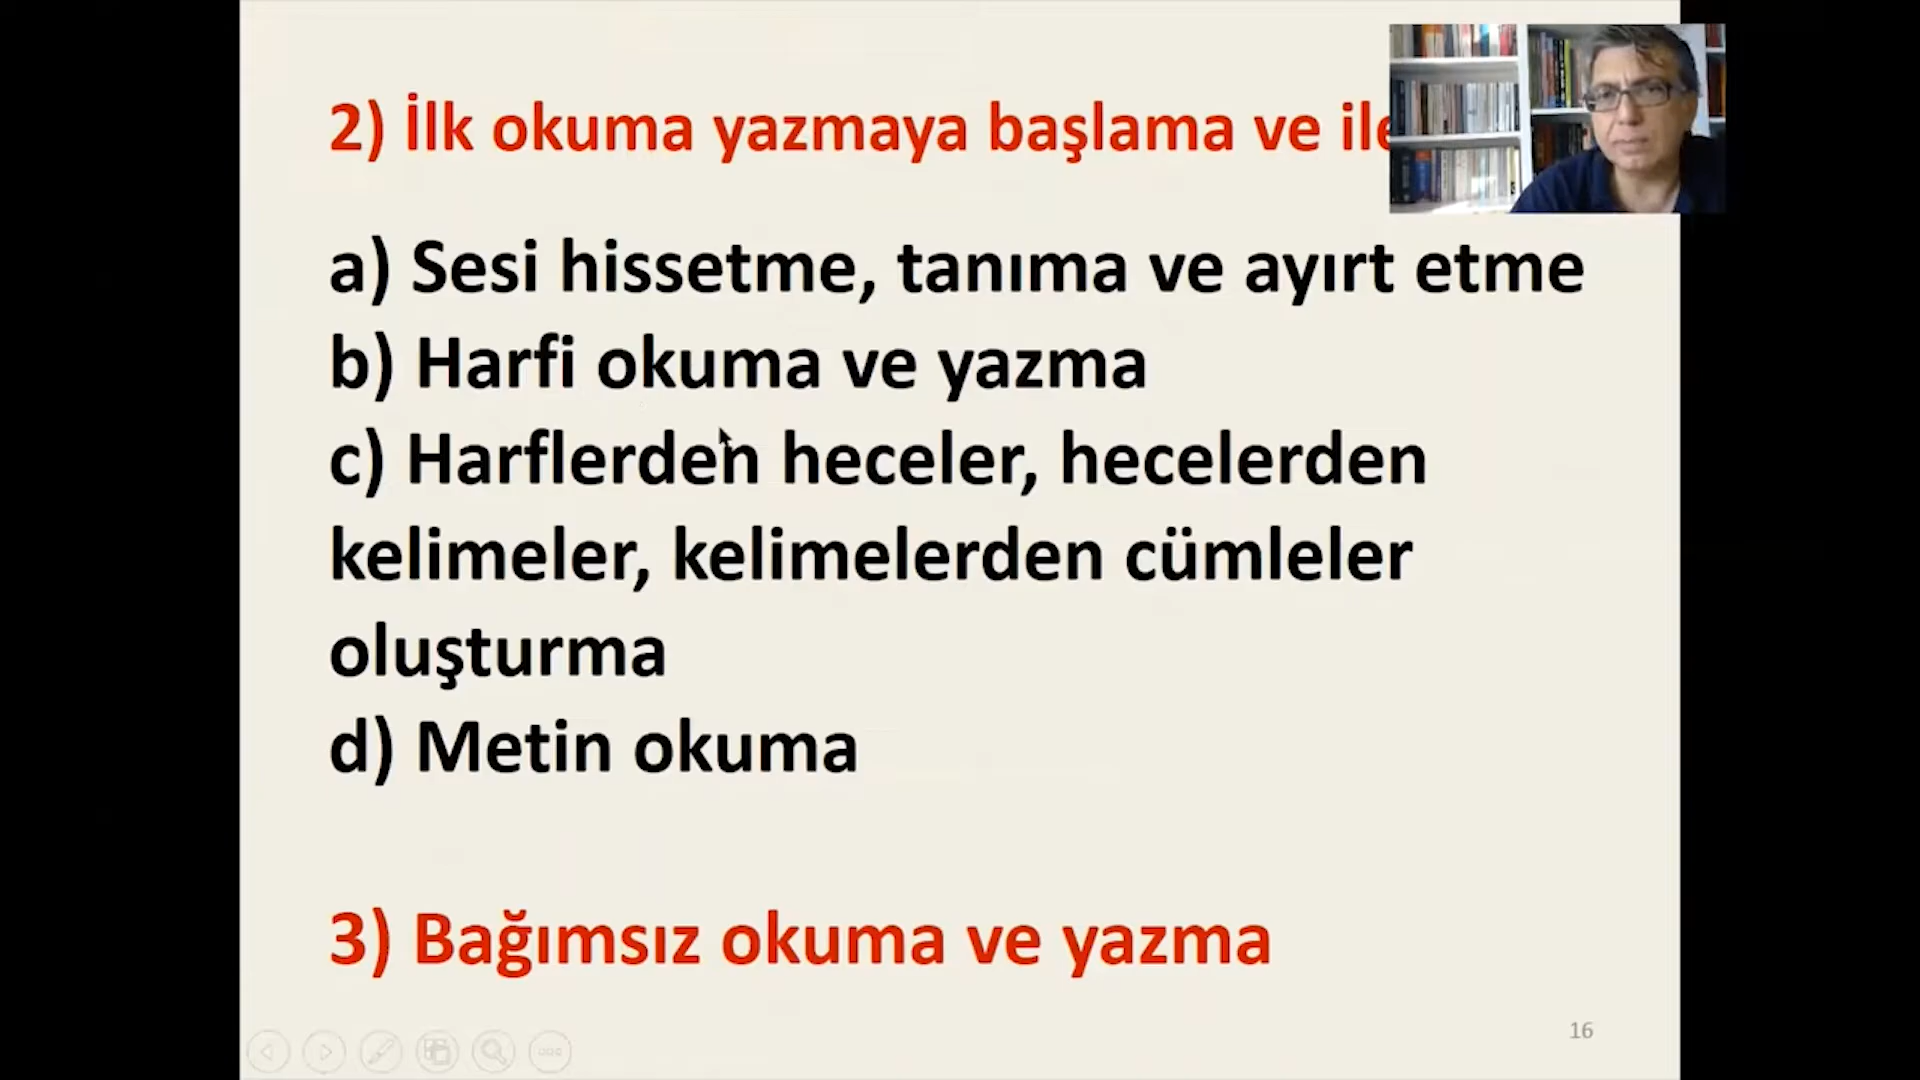 2) İlk okuma yazmaya başlama ve
a) Sesi hissetme, tanıma ve ayırt etme
b) Harfi okuma ve yazma
c) Harflerden heceler, hecelerden
kelimeler, kelimelerden cümleler
oluşturma
d) Metin okuma
3) Bağımsız okuma ve yazma
16